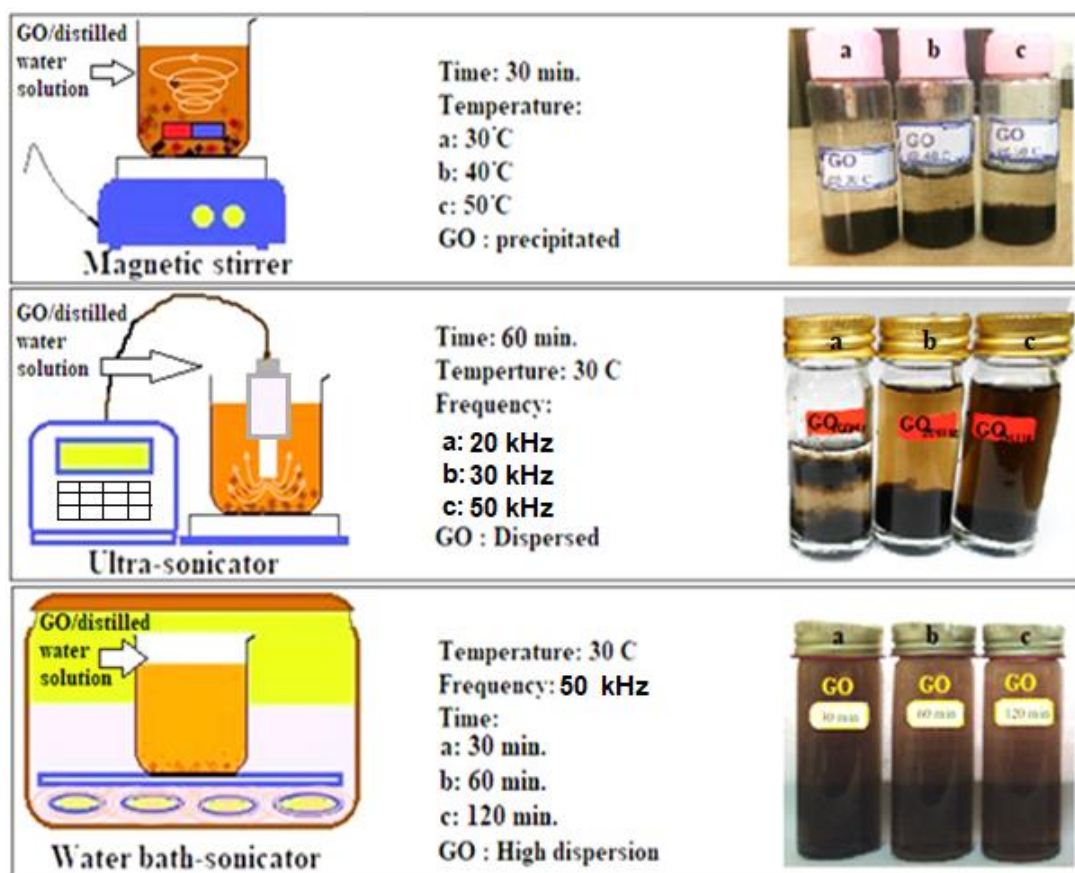 GO/distilled
water
solution
Magnetic stirrer
Time: 30 min.
Temperature:
a: 30°C
b: 40°C
c: 50°C
GO : precipitated
a b c
GO
GO
GO
GO/distilled
water
solution
Ultra-sonicator
Time: 60 min.
Temperture: 30 C
Frequency:
a: 20 kHz
b: 30 kHz
c: 50 kHz
GO : Dispersed
a b c
GO
GO
GO
GO/distilled
water
solution
Water bath-sonicator
Temperature: 30 C
Frequency: 50 kHz
Time:
a: 30 min.
b: 60 min.
c: 120 min.
GO : High dispersion
a b c
GO GO GO
30 min 60 min 120 min